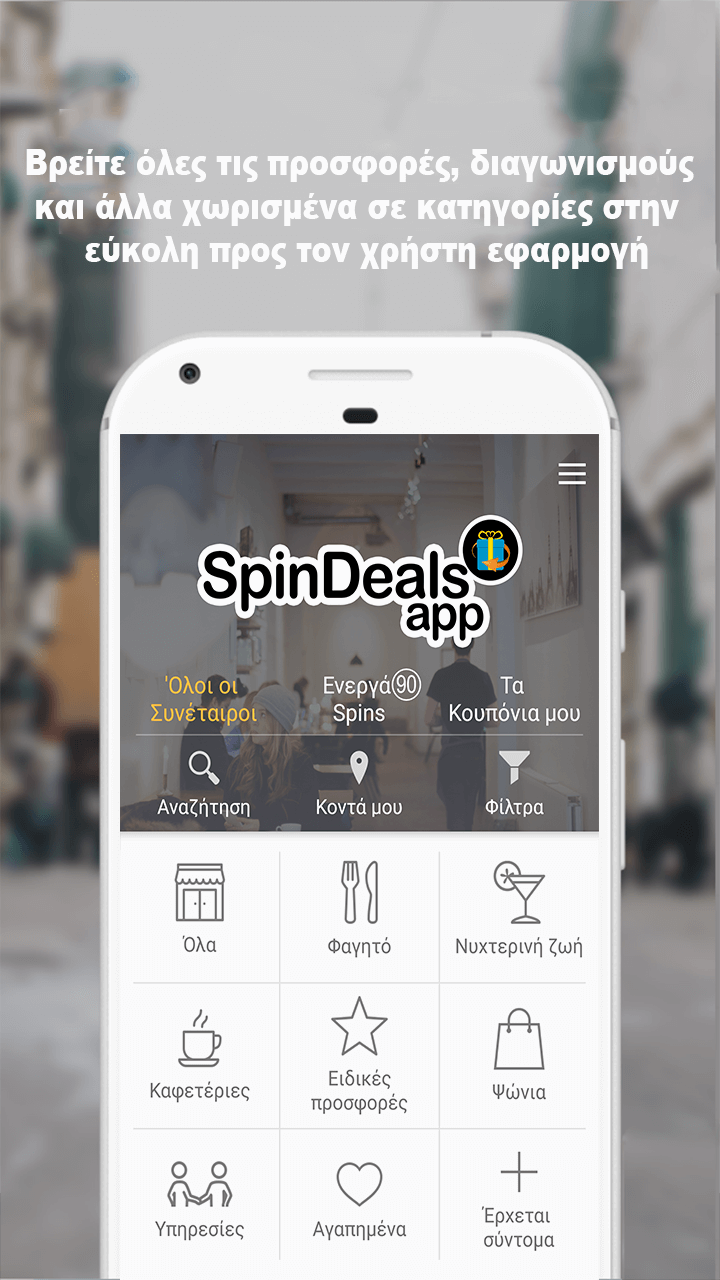 Βρείτε όλες τις προσφορές, διαγωνισμούς
και άλλα χωρισμένα σε κατηγορίες στην
εύκολη προς τον χρήστη εφαρμογή
SpinDeals
app
'Ολοι οι
Συνέταιροι
Ενεργά 90
Spins
Τα
Κουπόνια μου
Αναζήτηση
Κοντά μου
Φίλτρα
Όλα
Φαγητό
Νυχτερινή ζωή
Καφετέριες
Ειδικές
προσφορές
Ψώνια
Υπηρεσίες
Αγαπημένα
Έρχεται
σύντομα